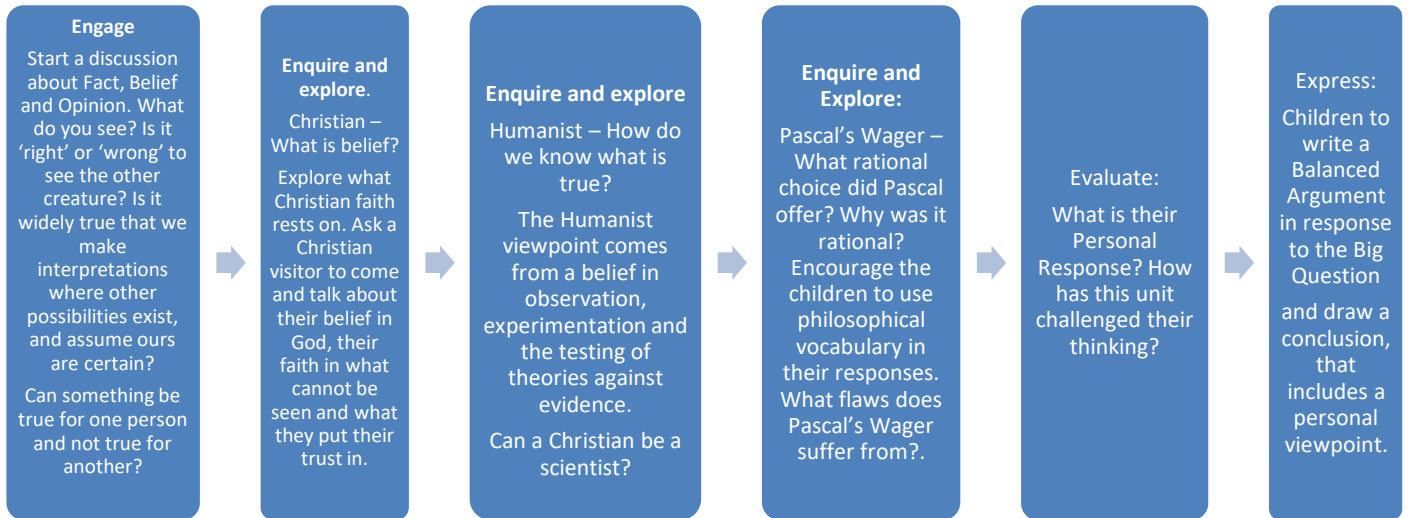 Engage
Start a discussion
about Fact, Belief
and Opinion. What
do you see? Is it
‘right’ or ‘wrong’ to
see the other
creature? Is it
widely true that we
make
interpretations
where other
possibilities exist,
and assume ours
are certain?
Can something be
true for one person
and not true for
another?
Enquire and
explore.
Christian –
What is belief?
Explore what
Christian faith
rests on. Ask a
Christian
visitor to come
and talk about
their belief in
God, their
faith in what
cannot be
seen and what
they put their
trust in.
Enquire and explore
Humanist – How do
we know what is
true?
The Humanist
viewpoint comes
from a belief in
observation,
experimentation and
the testing of
theories against
evidence.
Can a Christian be a
scientist?
Enquire and
Explore:
Pascal’s Wager –
What rational
choice did Pascal
offer? Why was it
rational?
Encourage the
children to use
philosophical
vocabulary in
their responses.
What flaws does
Pascal’s Wager
suffer from?.
Evaluate:
What is their
Personal
Response? How
has this unit
challenged their
thinking?
Express:
Children to
write a
Balanced
Argument
in response
to the Big
Question
and draw a
conclusion,
that
includes a
personal
viewpoint.